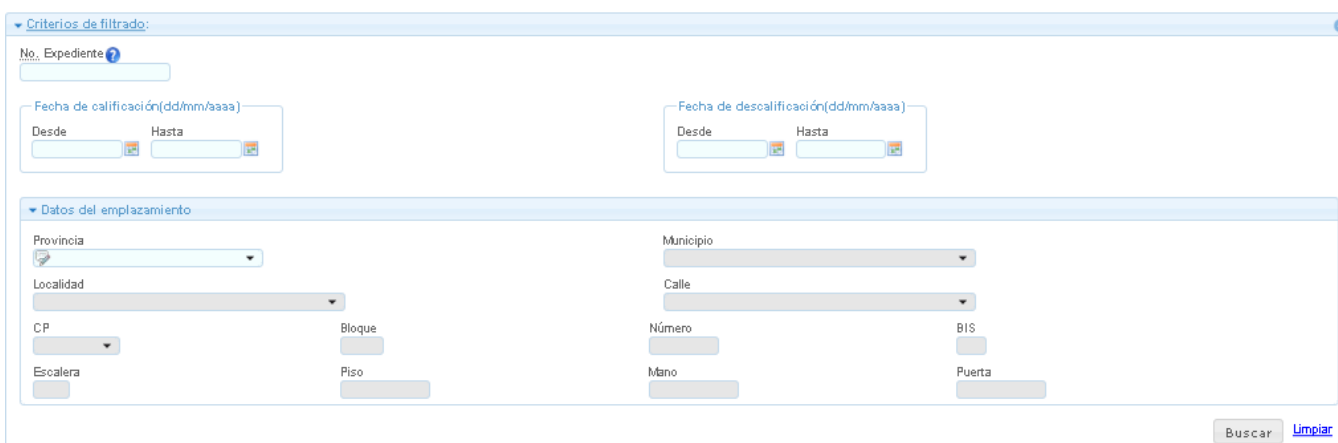 Criterios de filtrado:
No. Expediente ?
Fecha de calificación(dd/mm/aaaa)
Fecha de descalificación(dd/mm/aaaa)
Desde Hasta
Desde Hasta
Datos del emplazamiento
Provincia Municipio
Localidad Calle
CP Bloque Número BIS
Escalera Piso Mano Puerta
Buscar Limpiar